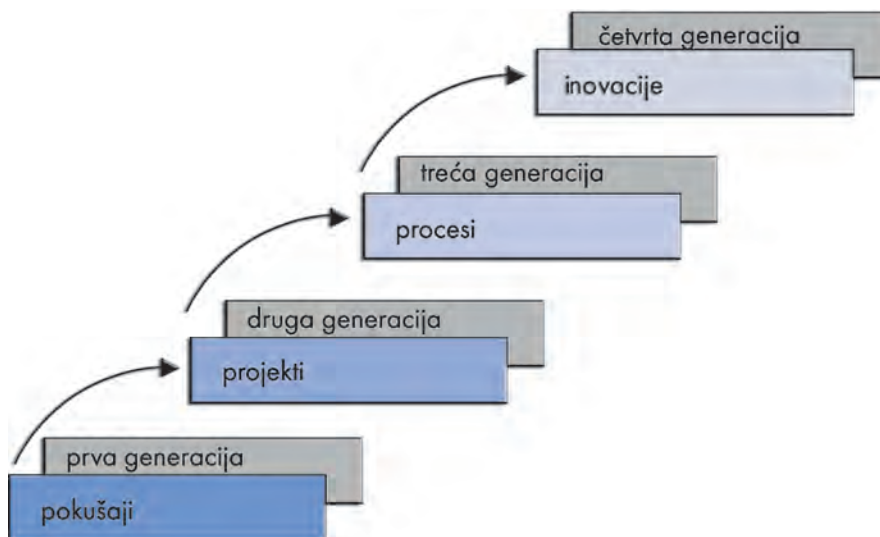 četvrta generacija
inovacije
treća generacija
procesi
druga generacija
projekti
prva generacija
pokušaji